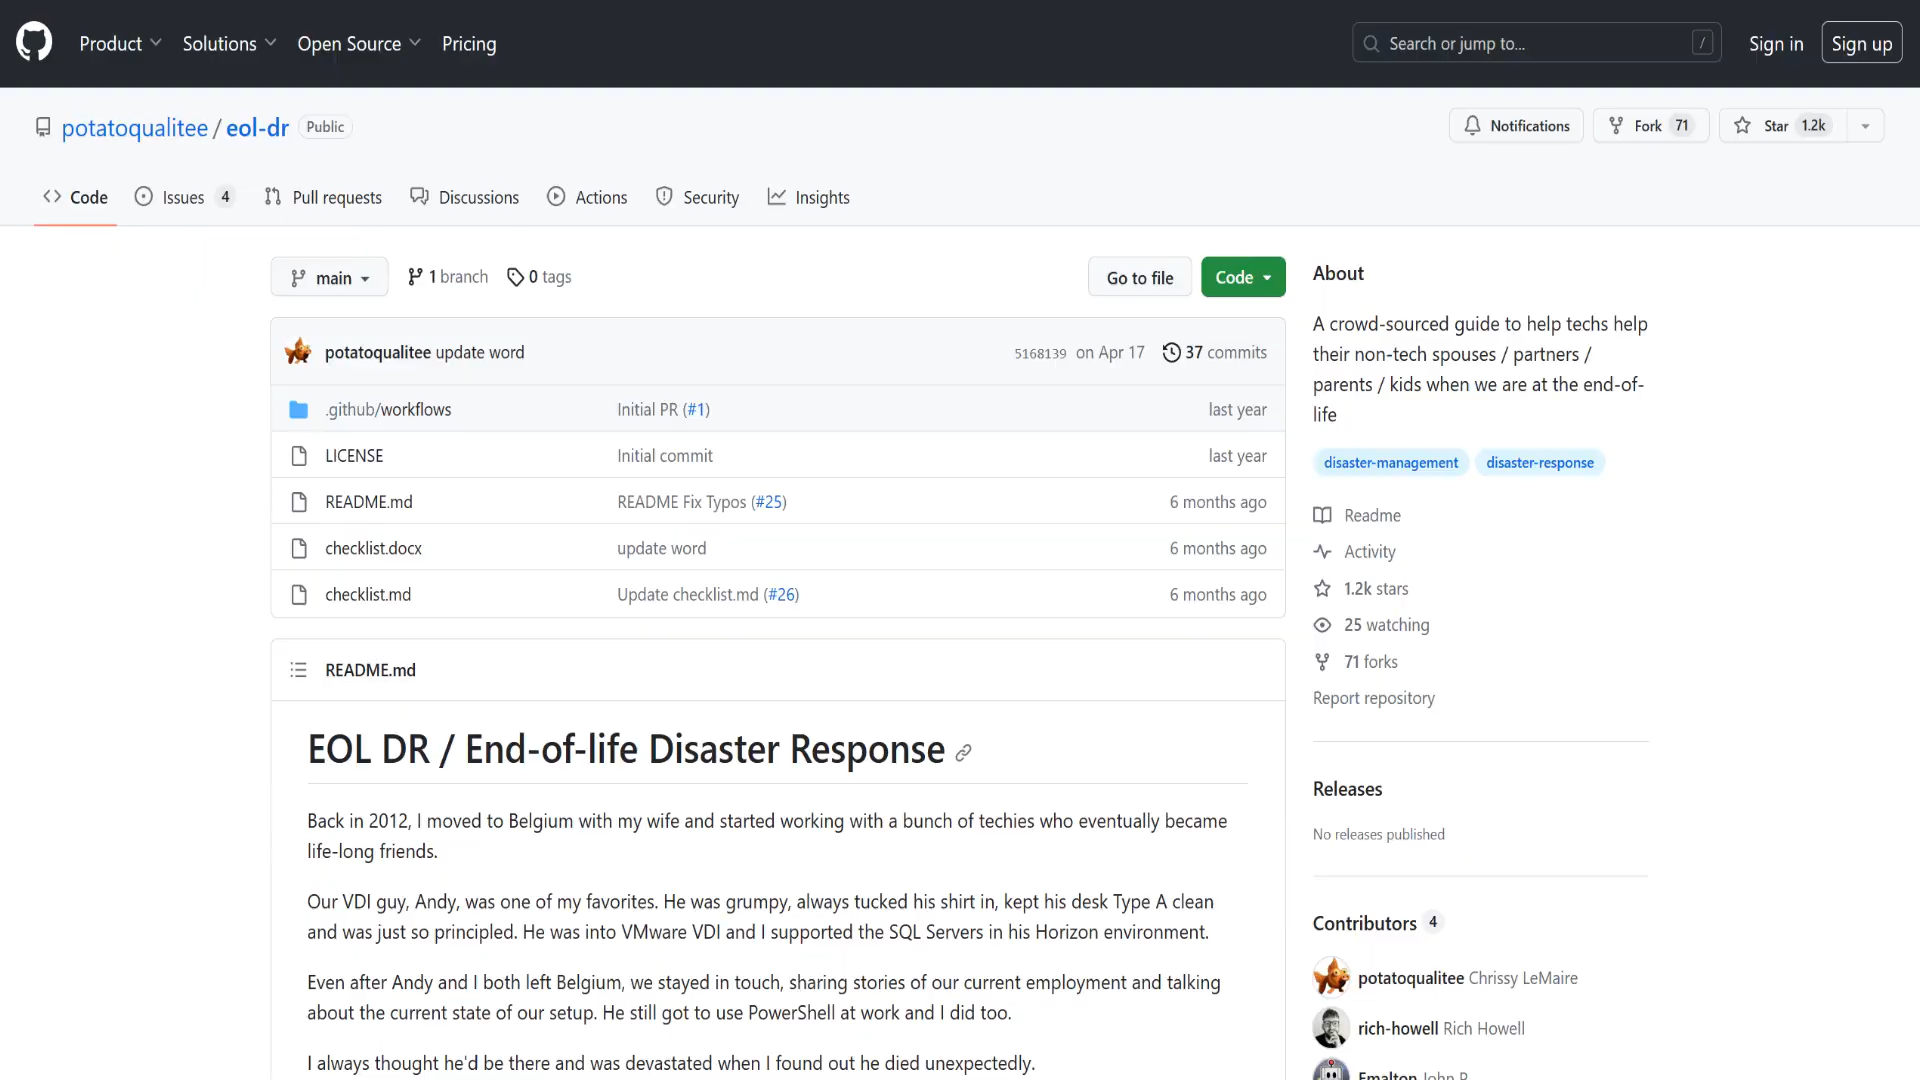 Product
Solutions
Open Source
Pricing
Search or jump to...
/
Sign in
Sign up
potatoqualitee / eol-dr
Public
Notifications
Fork 71
Star 1.2k
Code
Issues 4
Pull requests
Discussions
Actions
Security
Insights
main
1 branch
0 tags
Go to file
Code
potatoqualitee update word
5168139 on Apr 17
37 commits
.github/workflows
Initial PR (#1)
last year
LICENSE
Initial commit
last year
README.md
README Fix Typos (#25)
6 months ago
checklist.docx
update word
6 months ago
checklist.md
Update checklist.md (#26)
6 months ago
README.md
EOL DR / End-of-life Disaster Response
Back in 2012, I moved to Belgium with my wife and started working with a bunch of techies who eventually became
life-long friends.
Our VDI guy, Andy, was one of my favorites. He was grumpy, always tucked his shirt in, kept his desk Type A clean
and was just so principled. He was into VMware VDI and I supported the SQL Servers in his Horizon environment.
Even after Andy and I both left Belgium, we stayed in touch, sharing stories of our current employment and talking
about the current state of our setup. He still got to use PowerShell at work and I did too.
I always thought he'd be there and was devastated when I found out he died unexpectedly.
About
A crowd-sourced guide to help techs help
their non-tech spouses / partners /
parents / kids when we are at the end-of-
life
disaster-management
disaster-response
Readme
Activity
1.2k stars
25 watching
71 forks
Report repository
Releases
No releases published
Contributors 4
potatoqualitee Chrissy LeMaire
rich-howell Rich Howell
Emalton John P